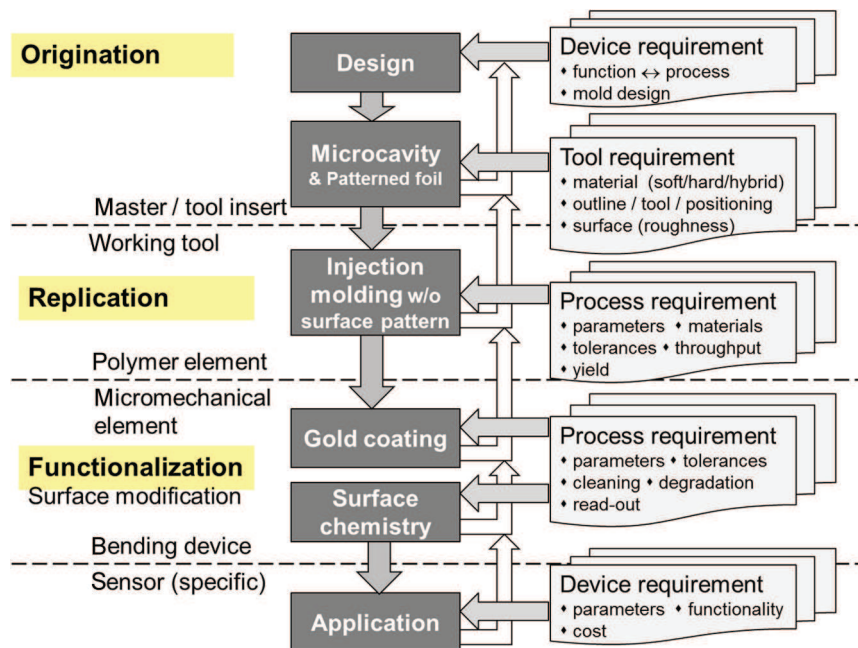 Origination
Design
Device requirement
♦ function ↔ process
♦ mold design
Microcavity
& Patterned foil
Tool requirement
♦ material (soft/hard/hybrid)
♦ outline / tool / positioning
♦ surface (roughness)
Master / tool insert
Working tool
Replication
Injection
molding w/o
surface pattern
Process requirement
♦ parameters ♦ materials
♦ tolerances ♦ throughput
♦ yield
Polymer element
Micromechanical
element
Gold coating
Process requirement
♦ parameters ♦ tolerances
♦ cleaning ♦ degradation
♦ read-out
Functionalization
Surface modification
Surface
chemistry
Bending device
Sensor (specific)
Application
Device requirement
♦ parameters ♦ functionality
♦ cost